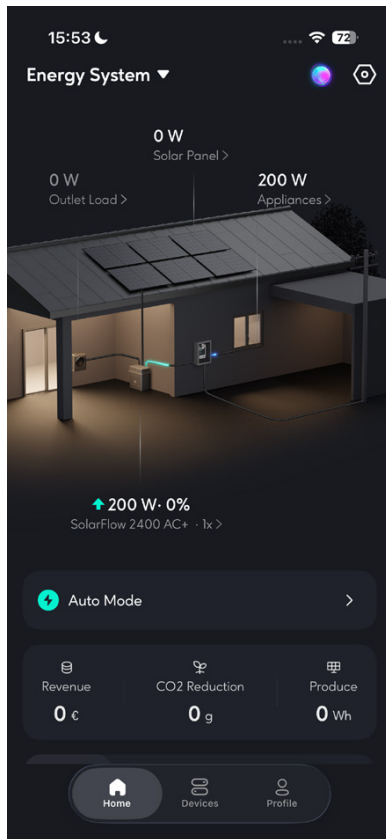 15:53
72
Energy System
0 W
Solar Panel >
0 W
Outlet Load >
200 W
Appliances >
200 W· 0%
SolarFlow 2400 AC+ · 1x >
Auto Mode >
Revenue
0 €
CO2 Reduction
0 g
Produce
0 Wh
Home
Devices
Profile